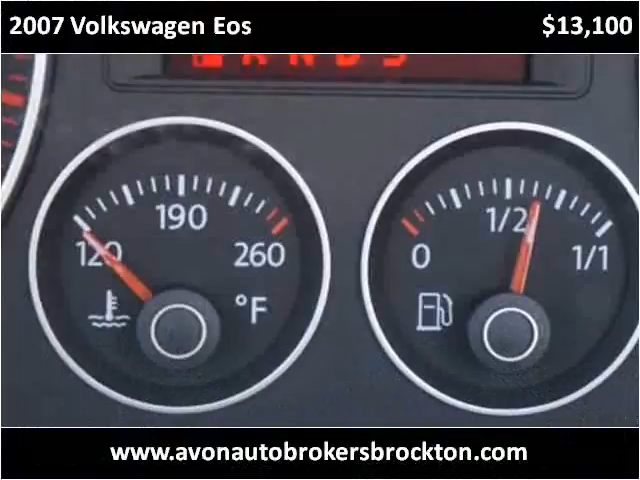 2007 Volkswagen Eos $13,100
190 1/2
120 260 0 1/1
°F
www.avonautobrokersbrockton.com